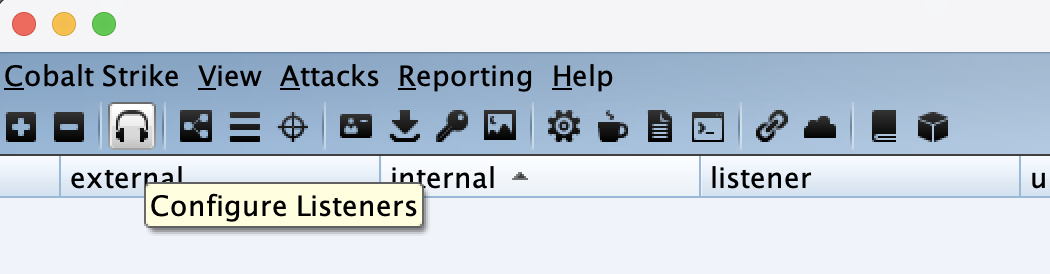 Cobalt Strike View Attacks Reporting Help
external internal listener u
Configure Listeners